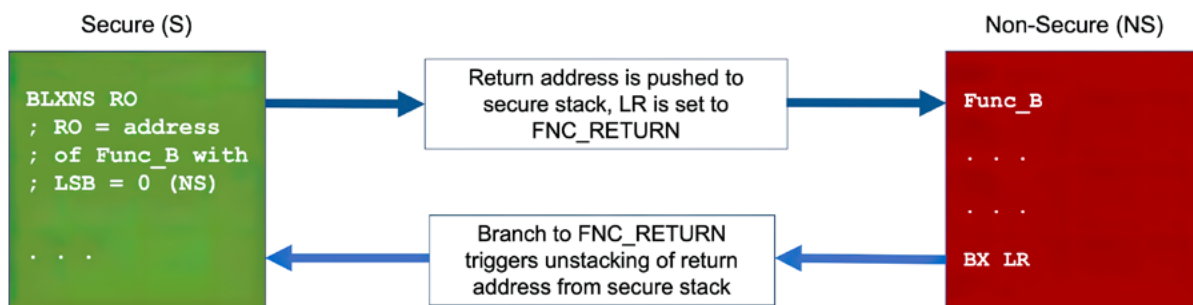 Secure (S)
Non-Secure (NS)
BLXNS RO
; RO = address
; of Func_B with
; LSB = 0 (NS)
. . .
Return address is pushed to
secure stack, LR is set to
FNC_RETURN
Func_B
. . .
. . .
BX LR
Branch to FNC_RETURN
triggers unstacking of return
address from secure stack